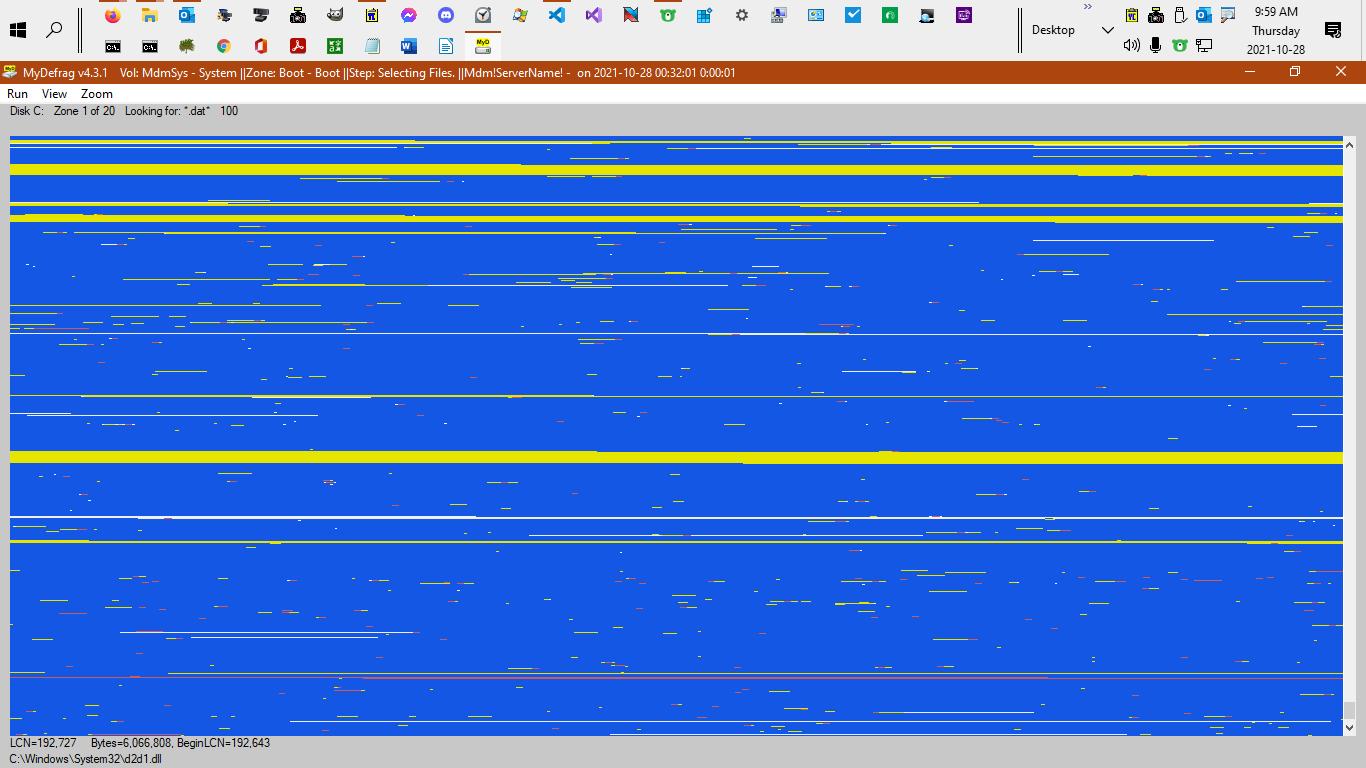 9:59 AM
Desktop
Thursday
2021-10-28
MyDefrag v4.3.1 Vol: MdmSys - System ||Zone: Boot - Boot ||Step: Selecting Files. ||Mdm!ServerName! - on 2021-10-28 00:32:01 0:00:01
Run View Zoom
Disk C: Zone 1 of 20 Looking for: *.dat* 100
LCN=192,727 Bytes=6,066,808, BeginLCN=192,643
C:\Windows\System32\d2d1.dll